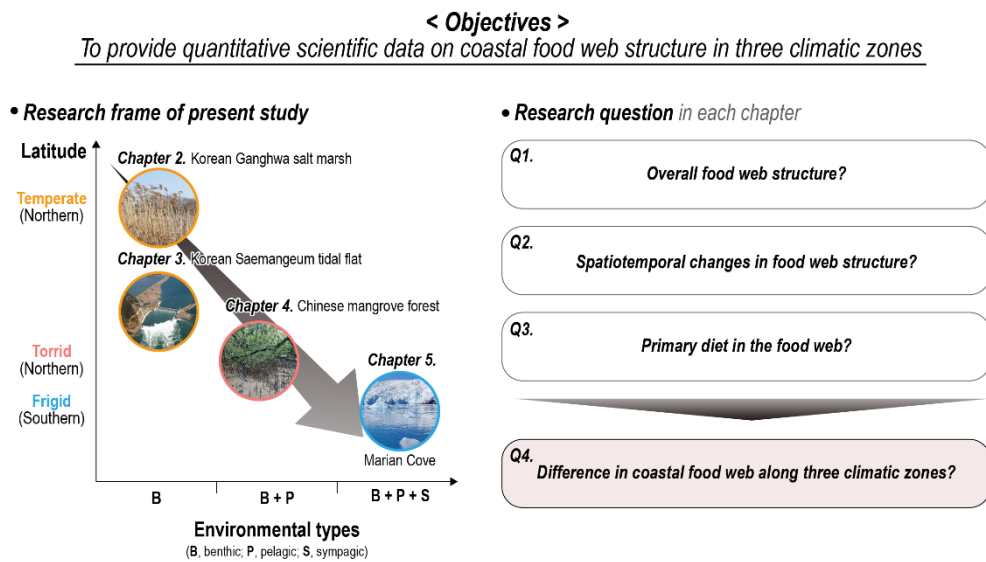 < Objectives >
To provide quantitative scientific data on coastal food web structure in three climatic zones
• Research frame of present study
Latitude
Chapter 2. Korean Ganghwa salt marsh
Temperate
(Northern)
Chapter 3. Korean Saemangeum tidal flat
Chapter 4. Chinese mangrove forest
Torrid
(Northern)
Chapter 5.
Frigid
(Southern)
Marian Cove
B
B + P
B + P + S
Environmental types
(B, benthic; P, pelagic; S, sympagic)
• Research question in each chapter
Q1.
Overall food web structure?
Q2.
Spatiotemporal changes in food web structure?
Q3.
Primary diet in the food web?
Q4.
Difference in coastal food web along three climatic zones?